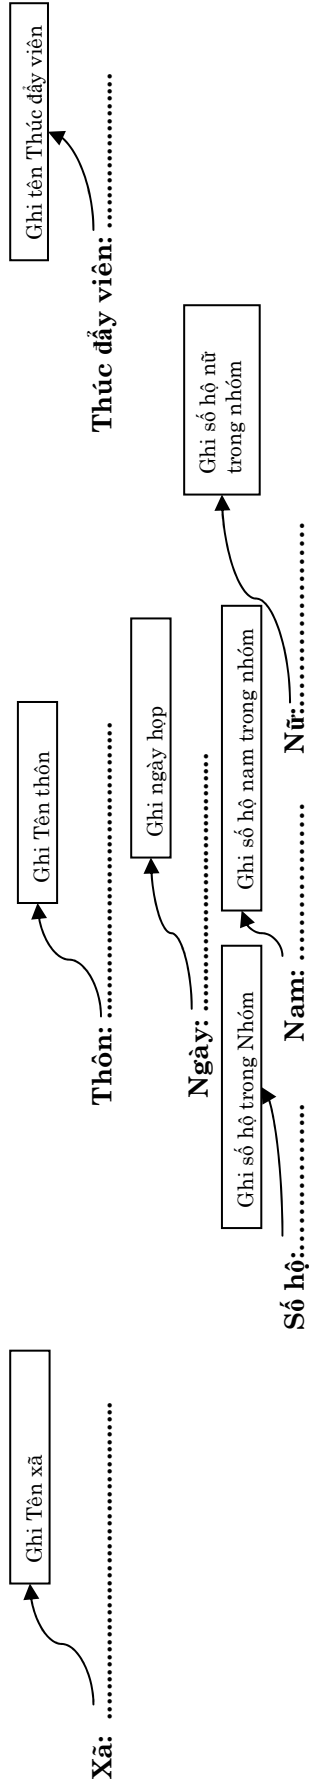 Ghi Tên xã
Ghi Tên thôn
Ghi tên Thúc đẩy viên
Xã: ..........................................................
Thôn: ......................................................
Thúc đẩy viên: ............................
Ghi ngày họp
Ngày: ...............................................
Ghi số hộ trong Nhóm
Ghi số hộ nam trong nhóm
Ghi số hộ nữ
trong nhóm
Số hộ:..........................
Nam: ............................
Nữ:..................................